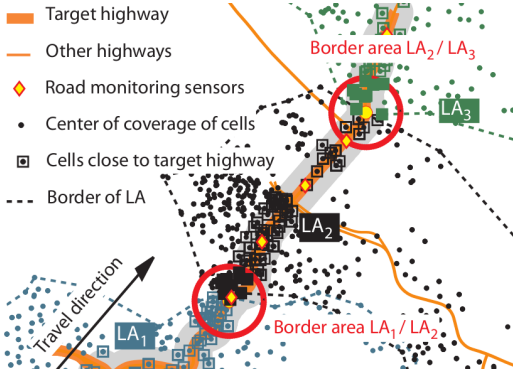 Target highway
Other highways
Road monitoring sensors
Center of coverage of cells
Cells close to target highway
Border of LA
Border area LA₂ / LA₃
LA₃
LA₂
Travel direction
LA₁
Border area LA₁ / LA₂